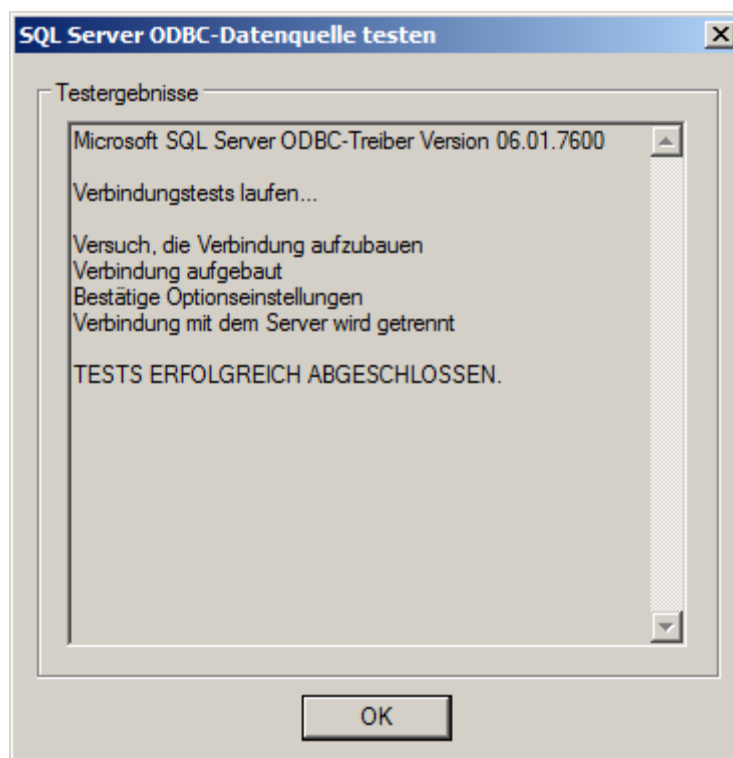 SQL Server ODBC-Datenquelle testen
Testergebnisse
Microsoft SQL Server ODBC-Treiber Version 06.01.7600
Verbindungstests laufen...
Versuch, die Verbindung aufzubauen
Verbindung aufgebaut
Bestätige Optionseinstellungen
Verbindung mit dem Server wird getrennt
TESTS ERFOLGREICH ABGESCHLOSSEN.
OK